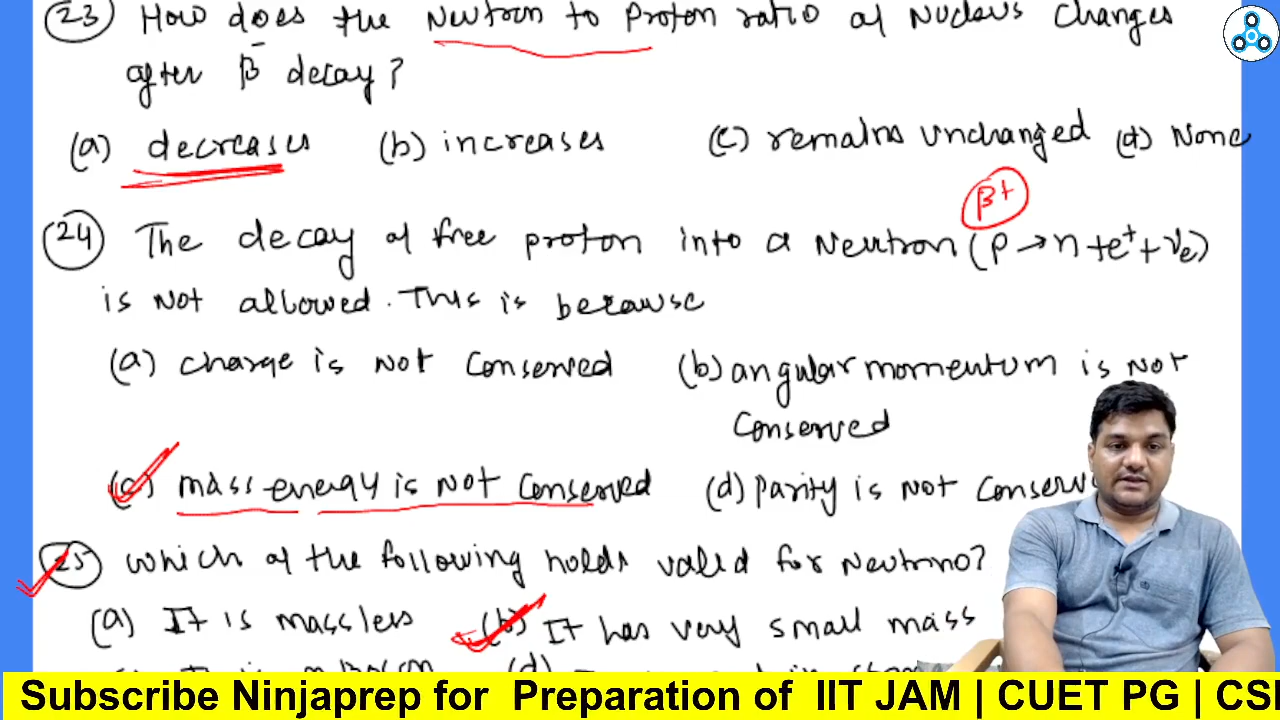 (23) How does the Neutron to Proton ratio of Nucleus changes
after β⁻ decay?
(a) decreases (b) increases (c) remains unchanged (d) None
β+
(24) The decay of free proton into a Neutron (p→n+e⁺+νe)
is Not allowed. This is because
(a) charge is Not Conserved (b) angular momentum is Not
Conserved
(c) mass-energy is Not Conserved (d) parity is Not
(25) which of the following holds valid for Neutrino?
(a) It is massless (b) It has very small mass
(d)
Subscribe Ninjaprep for Preparation of IIT JAM | CUET PG |